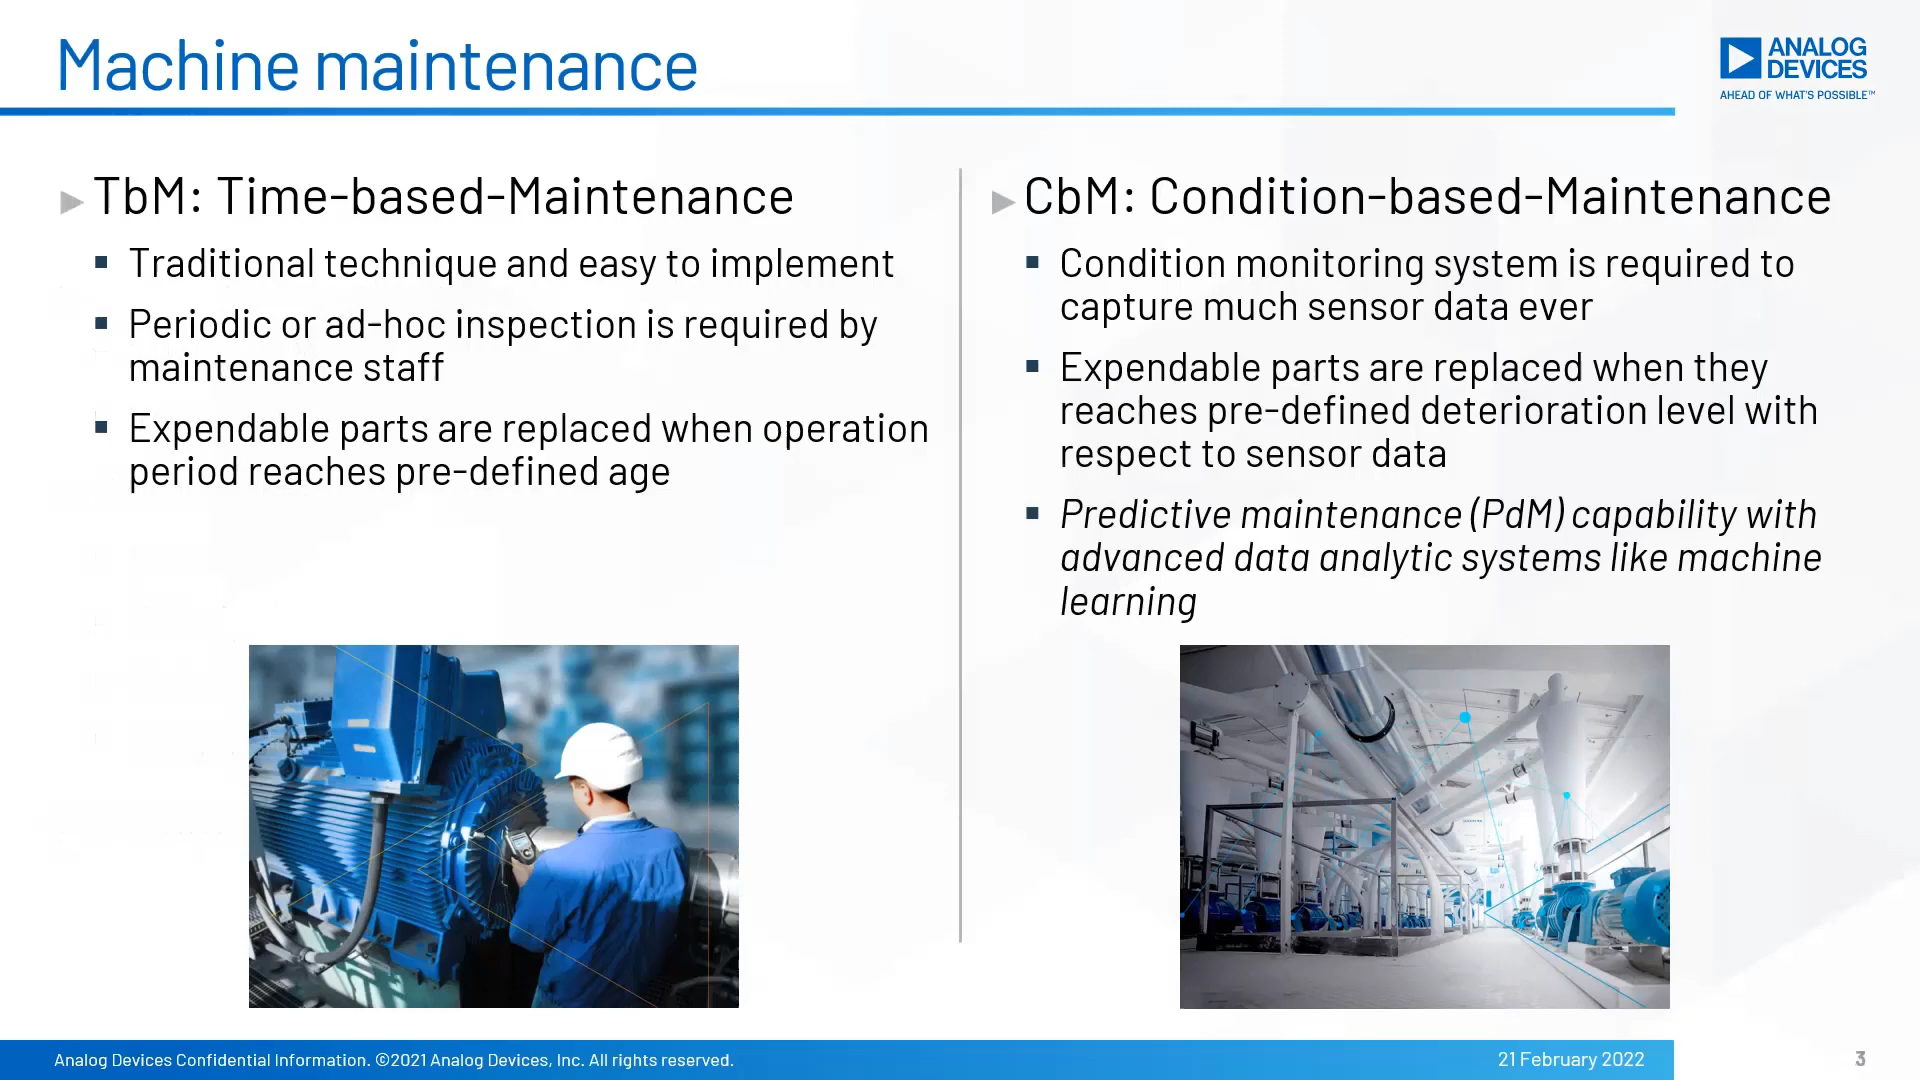 Machine maintenance
ANALOG
DEVICES
AHEAD OF WHAT'S POSSIBLE™
TbM: Time-based-Maintenance
Traditional technique and easy to implement
Periodic or ad-hoc inspection is required by
maintenance staff
Expendable parts are replaced when operation
period reaches pre-defined age
CbM: Condition-based-Maintenance
Condition monitoring system is required to
capture much sensor data ever
Expendable parts are replaced when they
reaches pre-defined deterioration level with
respect to sensor data
Predictive maintenance (PdM) capability with
advanced data analytic systems like machine
learning
Analog Devices Confidential Information. ©2021 Analog Devices, Inc. All rights reserved.
21 February 2022
3